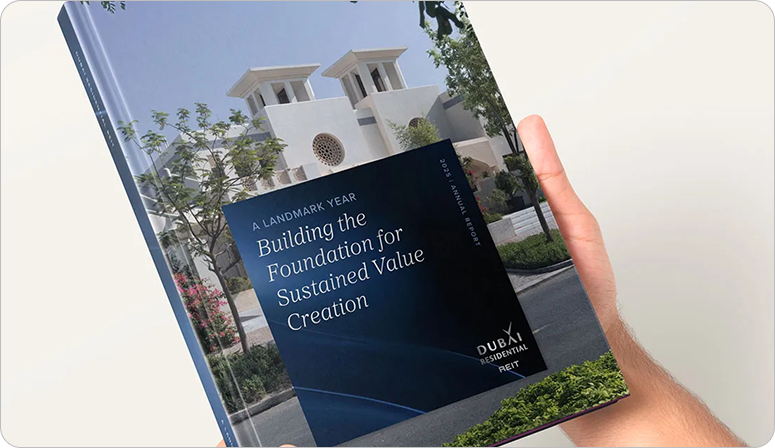 A LANDMARK YEAR
Building the
Foundation for
Sustained Value
Creation
2025 | ANNUAL REPORT
DUBAI
RESIDENTIAL
REIT